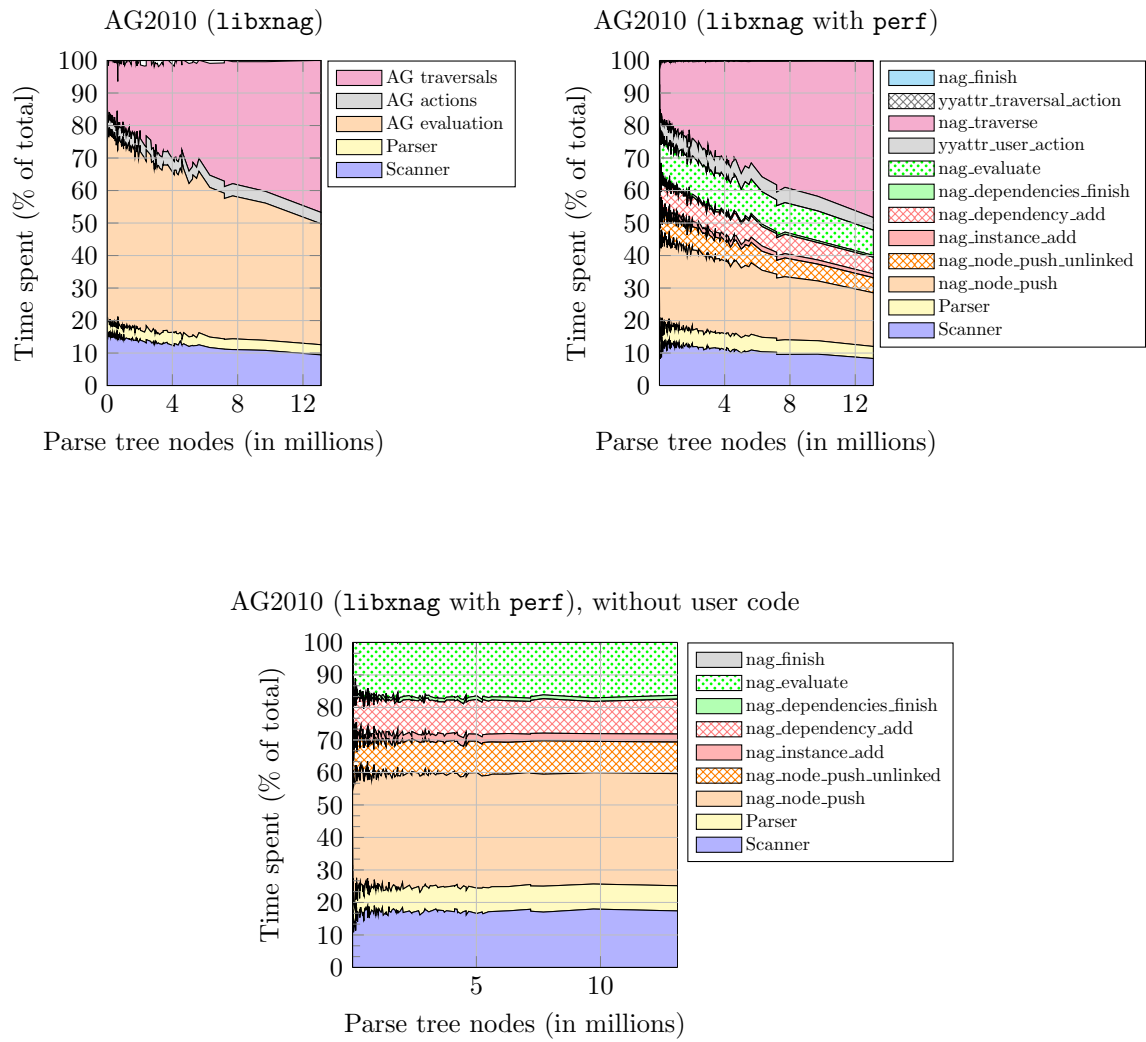 AG2010 (libxnag)
100
90
80
70
60
50
40
30
20
10
0
Time spent (% of total)
0 4 8 12
Parse tree nodes (in millions)
AG traversals
AG actions
AG evaluation
Parser
Scanner
AG2010 (libxnag with perf)
100
90
80
70
60
50
40
30
20
10
0
Time spent (% of total)
4 8 12
Parse tree nodes (in millions)
nag_finish
yyattr_traversal_action
nag_traverse
yyattr_user_action
nag_evaluate
nag_dependencies_finish
nag_dependency_add
nag_instance_add
nag_node_push_unlinked
nag_node_push
Parser
Scanner
AG2010 (libxnag with perf), without user code
100
90
80
70
60
50
40
30
20
10
0
Time spent (% of total)
5 10
Parse tree nodes (in millions)
nag_finish
nag_evaluate
nag_dependencies_finish
nag_dependency_add
nag_instance_add
nag_node_push_unlinked
nag_node_push
Parser
Scanner